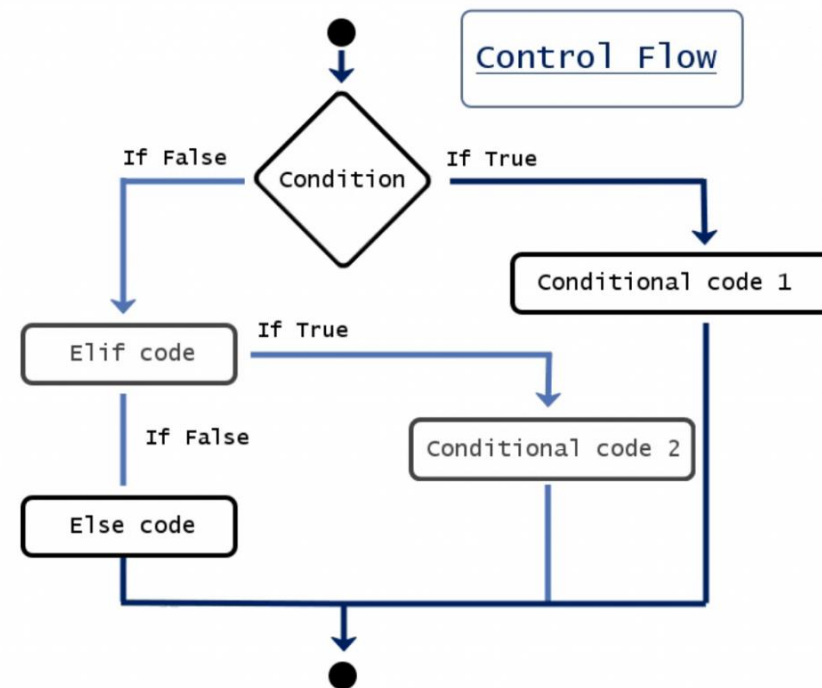 Control Flow
If False
Condition
If True
Conditional code 1
Elif code
If True
If False
Conditional code 2
Else code